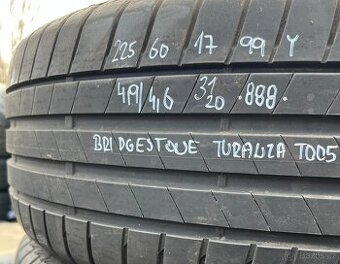 225 60 17 99 Y
4,9/4,6 31/20 .888.
BRIDGESTONE TURANZA T005